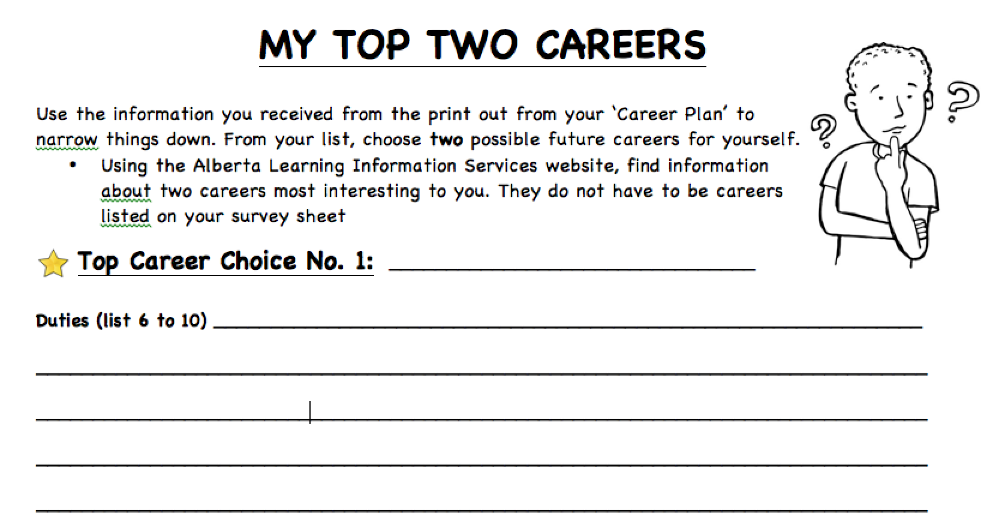 MY TOP TWO CAREERS
Use the information you received from the print out from your ‘Career Plan’ to
narrow things down. From your list, choose two possible future careers for yourself.
• Using the Alberta Learning Information Services website, find information
about two careers most interesting to you. They do not have to be careers
listed on your survey sheet
Top Career Choice No. 1: ______________________________
Duties (list 6 to 10) ______________________________
? ?